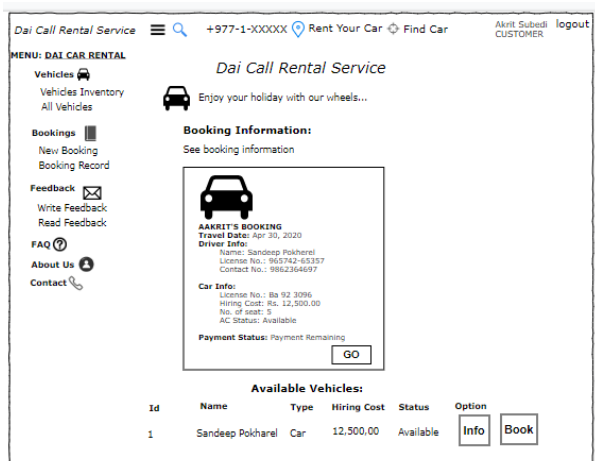 Dai Call Rental Service +977-1-XXXXX Rent Your Car Find Car Akrit Subedi logout
CUSTOMER
MENU: DAI CAR RENTAL
Vehicles
Vehicles Inventory
All Vehicles
Bookings
New Booking
Booking Record
Feedback
Write Feedback
Read Feedback
FAQ
About Us
Contact
Dai Call Rental Service
Enjoy your holiday with our wheels...
Booking Information:
See booking information
AAKRIT'S BOOKING
Travel Date: Apr 30, 2020
Driver Info:
Name: Sandeep Pokherel
License No.: 965742-65357
Contact No.: 9862364697
Car Info:
License No.: Ba 92 3096
Hiring Cost: Rs. 12,500.00
No. of seat: 5
AC Status: Available
Payment Status: Payment Remaining
GO
Available Vehicles:
Id Name Type Hiring Cost Status Option
1 Sandeep Pokharel Car 12,500,00 Available Info Book